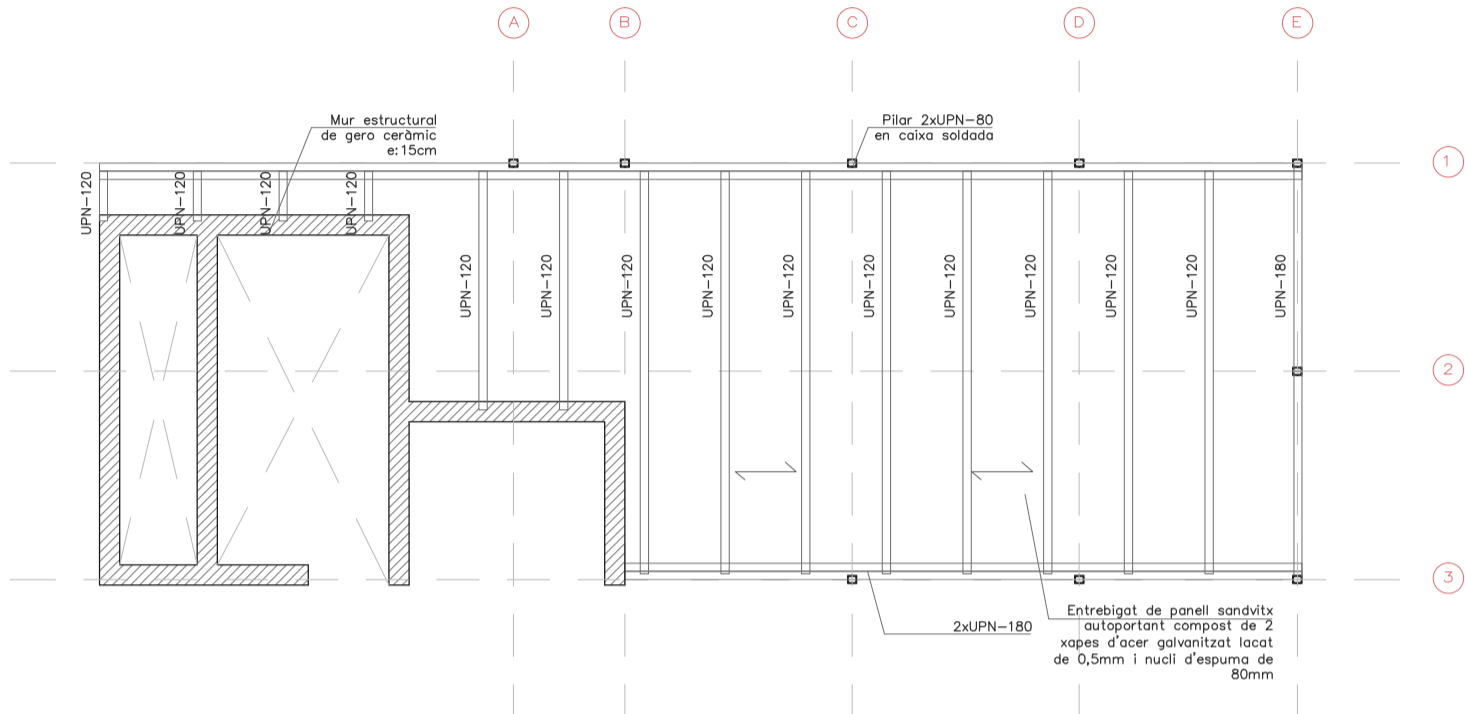 A
B
C
D
E
Mur estructural
de gero ceràmic
e:15cm
Pilar 2xUPN-80
en caixa soldada
1
UPN-120
UPN-120
UPN-120
UPN-120
UPN-120
UPN-120
UPN-120
UPN-120
UPN-120
UPN-120
UPN-120
UPN-120
UPN-120
UPN-120
UPN-180
2
3
2xUPN-180
Entrebigat de panell sandvitx
autoportant compost de 2
xapes d'acer galvanitzat lacat
de 0,5mm i nucli d'espuma de
80mm